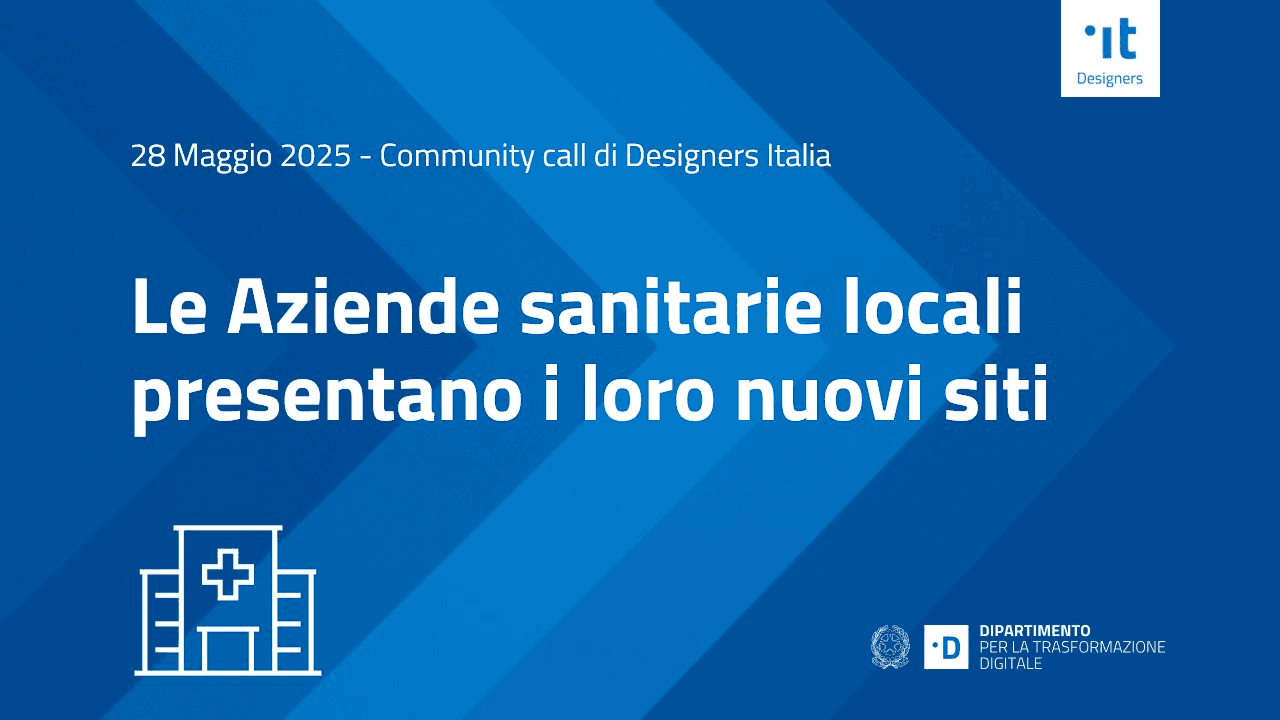 it
Designers
28 Maggio 2025 - Community call di Designers Italia
Le Aziende sanitarie locali
presentano i loro nuovi siti
D
DIPARTIMENTO
PER LA TRASFORMAZIONE
DIGITALE